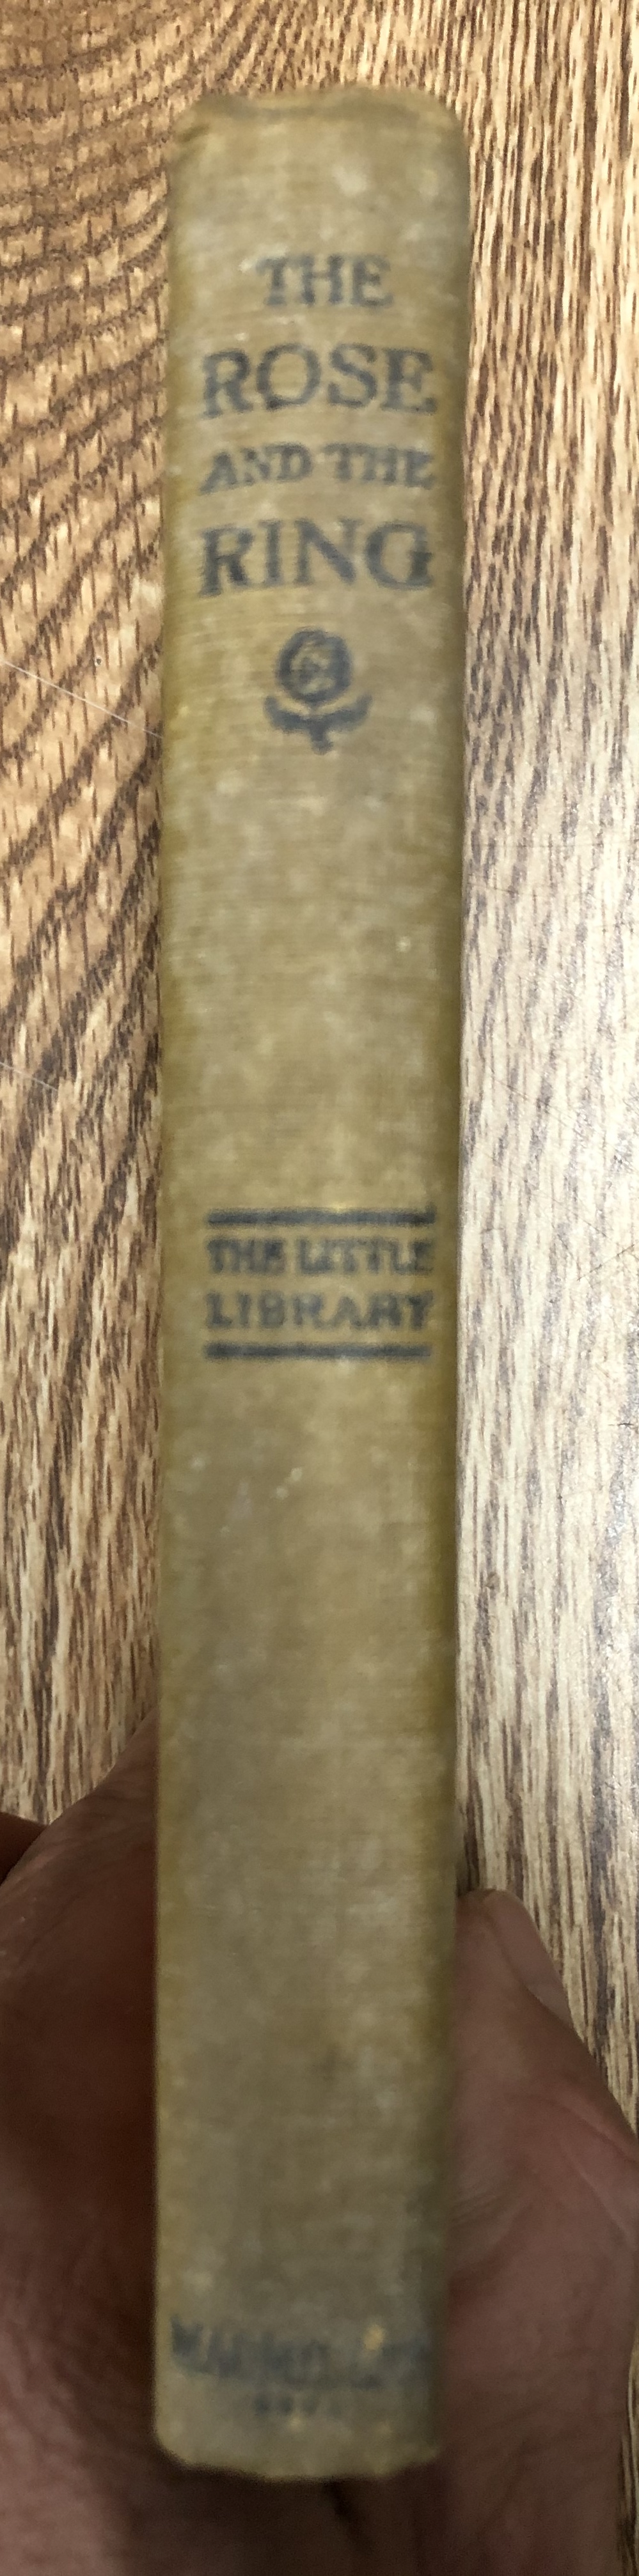 THE
ROSE
AND THE
RING
THE LITTLE
LIBRARY